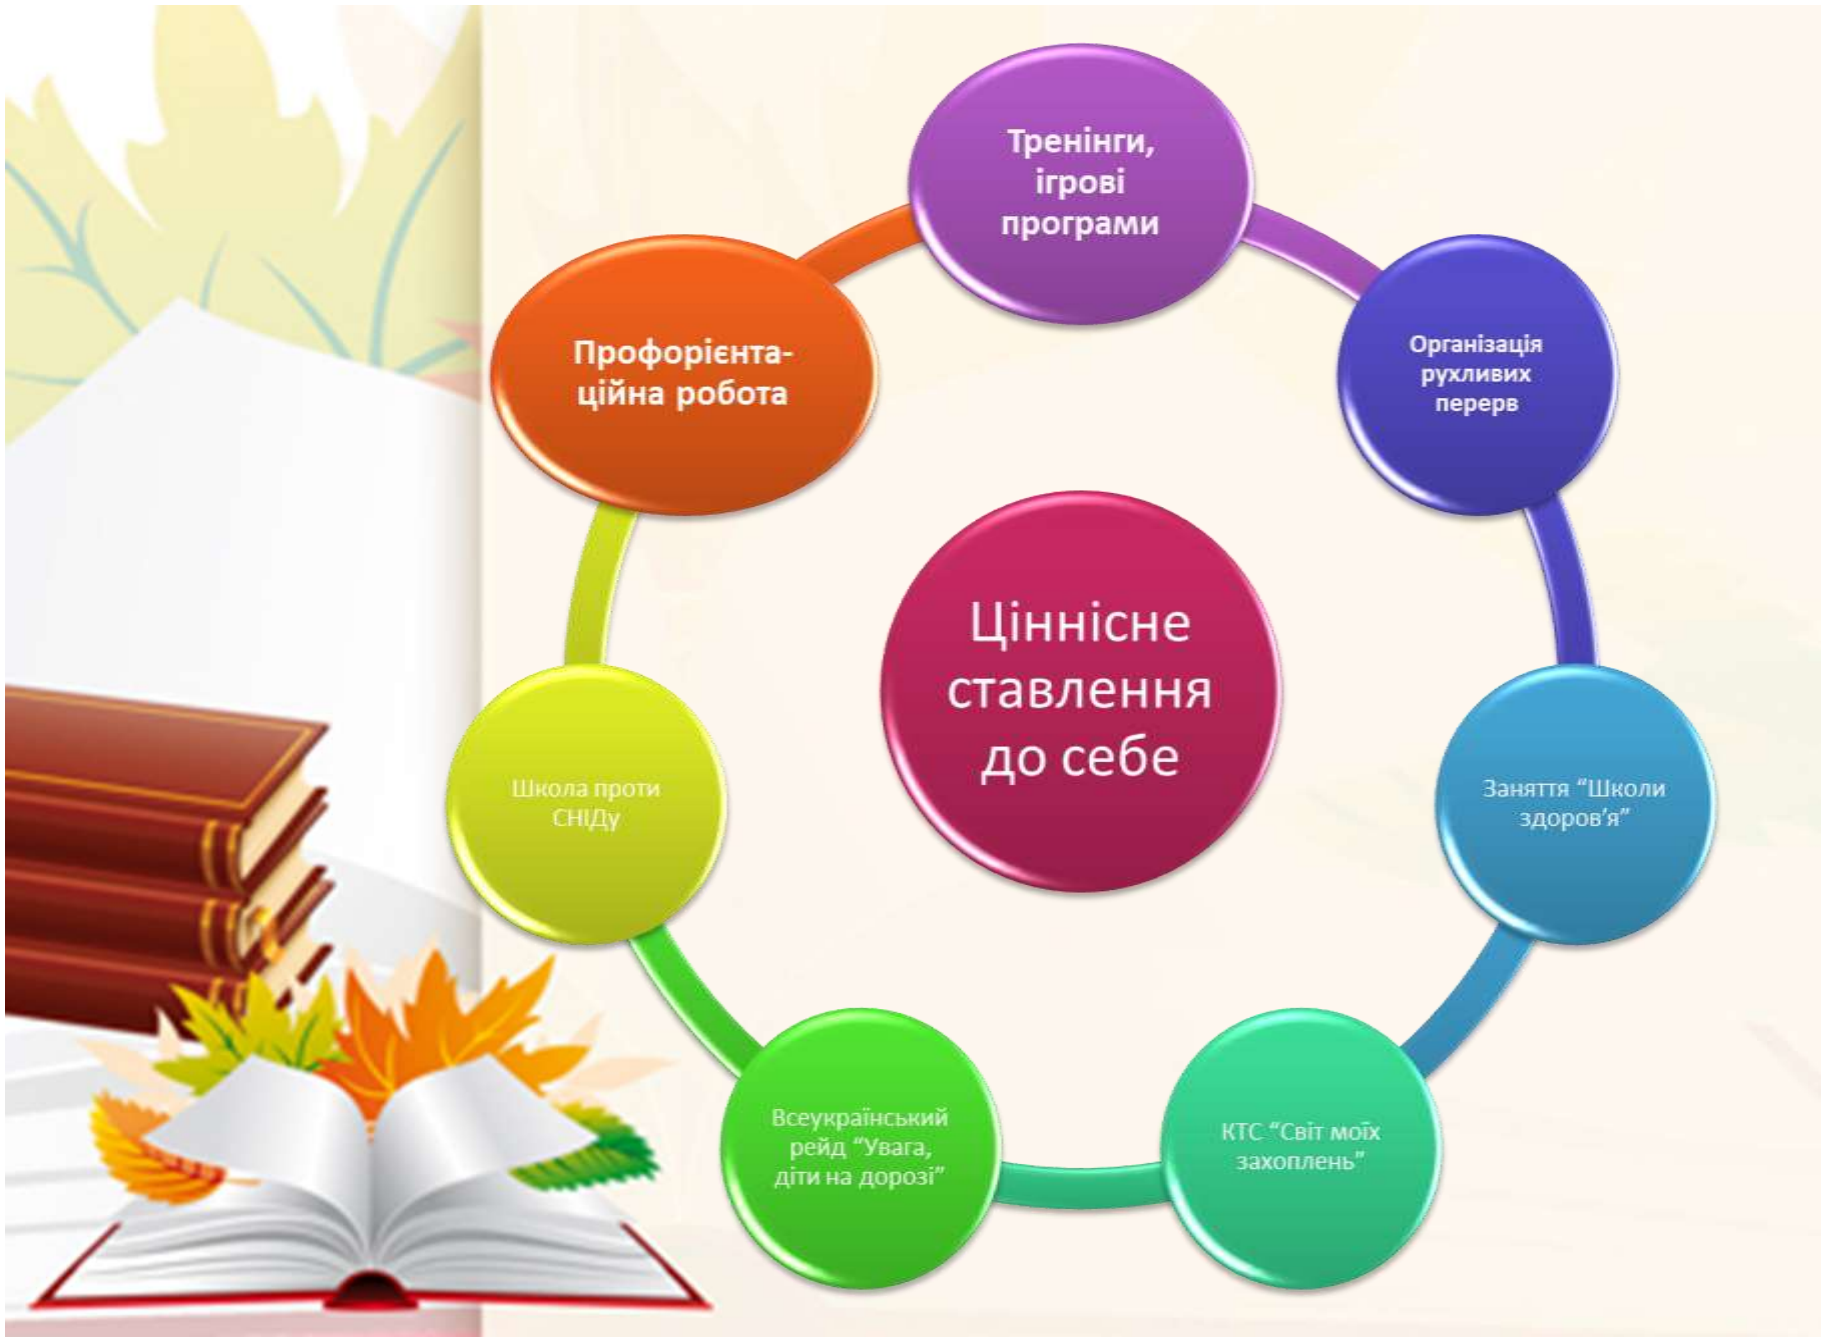 Тренінги,
ігрові
програми
Організація
рухливих
перерв
Заняття “Школи
здоров’я”
КТС “Світ моїх
захоплень”
Всеукраїнський
рейд “Увага,
діти на дорозі”
Школа проти
СНІДу
Профорієнта-
ційна робота
Ціннісне
ставлення
до себе